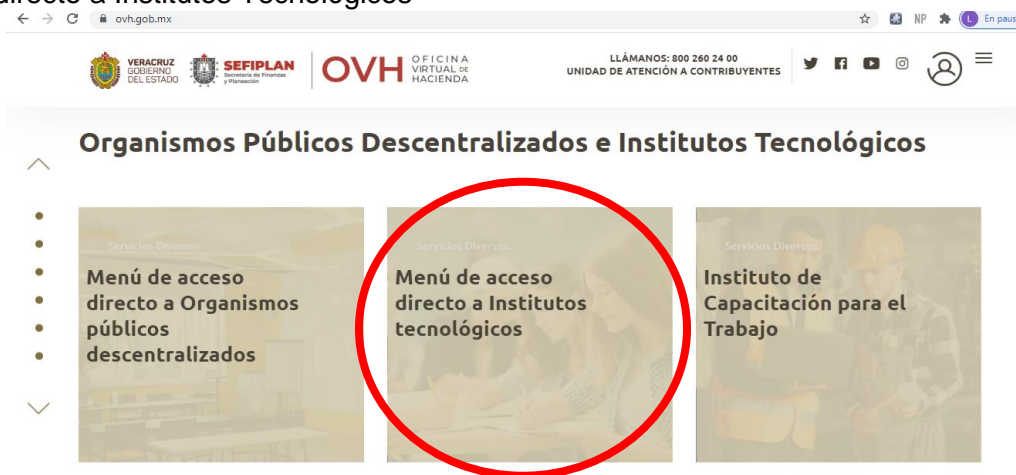 directo a Institutos Tecnológicos
ovh.gob.mx
NP
L
En paus
VERACRUZ
GOBIERNO
DEL ESTADO
SEFIPLAN
Secretaría de Finanzas
y Planeación
OVH
OFICINA
VIRTUAL DE
HACIENDA
LLÁMANOS: 800 260 24 00
UNIDAD DE ATENCIÓN A CONTRIBUYENTES
Organismos Públicos Descentralizados e Institutos Tecnológicos
Servicios Diversos
Menú de acceso
directo a Organismos
públicos
descentralizados
Servicios Diversos
Menú de acceso
directo a Institutos
tecnológicos
Servicios Diversos
Instituto de
Capacitación para el
Trabajo